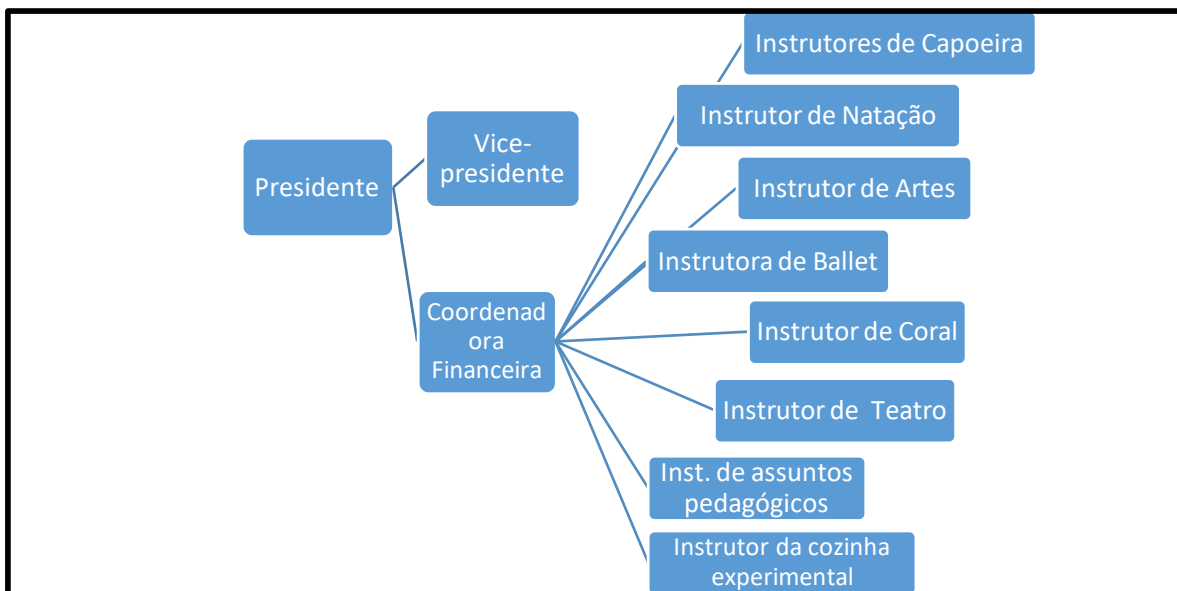 Presidente
Vice-
presidente
Coordenad
ora
Financeira
Instrutores de Capoeira
Instrutor de Natação
Instrutor de Artes
Instrutora de Ballet
Instrutor de Coral
Instrutor de Teatro
Inst. de assuntos
pedagógicos
Instrutor da cozinha
experimental